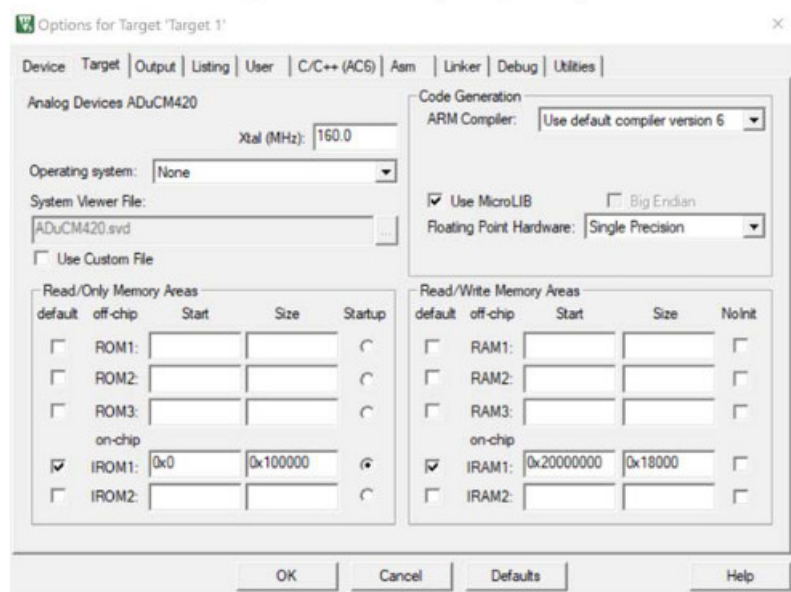 Options for Target 'Target 1'
Device Target Output Listing User C/C++ (AC6) Asm Linker Debug Utilities
Analog Devices ADuCM420
Xtal (MHz): 160.0
Operating system: None
System Viewer File:
ADuCM420.svd ...
Use Custom File
Code Generation
ARM Compiler: Use default compiler version 6
Use MicroLIB Big Endian
Floating Point Hardware: Single Precision
Read/Only Memory Areas
default off-chip Start Size Startup
ROM1:
ROM2:
ROM3:
on-chip
IROM1: 0x0 0x100000
IROM2:
Read/Write Memory Areas
default off-chip Start Size NoInit
RAM1:
RAM2:
RAM3:
on-chip
IRAM1: 0x20000000 0x18000
IRAM2:
OK Cancel Defaults Help